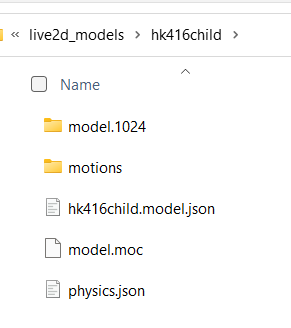 « live2d_models › hk416child ›
Name
model.1024
motions
hk416child.model.json
model.moc
physics.json